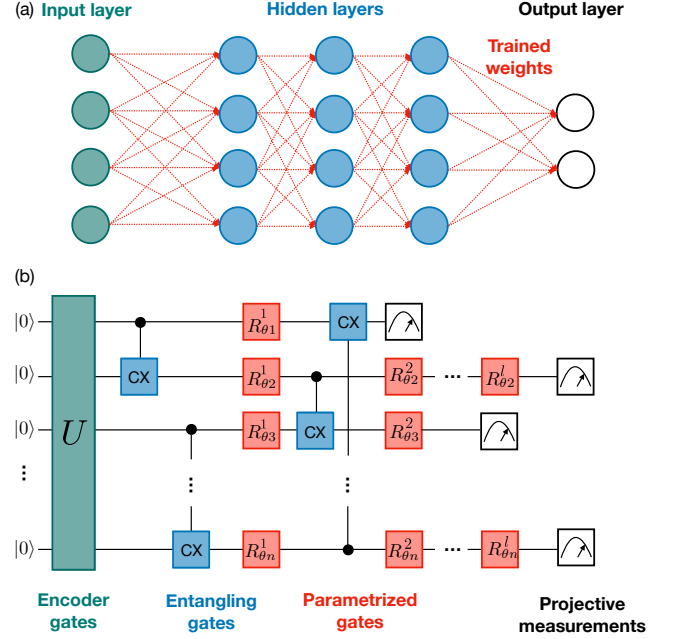 (a) Input layer Hidden layers Output layer
Trained
weights
(b)
|0⟩ R¹θ1 CX
|0⟩ CX R¹θ2 R²θ2 ... Rˡθ2
|0⟩ U R¹θ3 CX R²θ3
... ... ...
|0⟩ CX R¹θn R²θn ... Rˡθn
Encoder Entangling Parametrized Projective
gates gates gates measurements